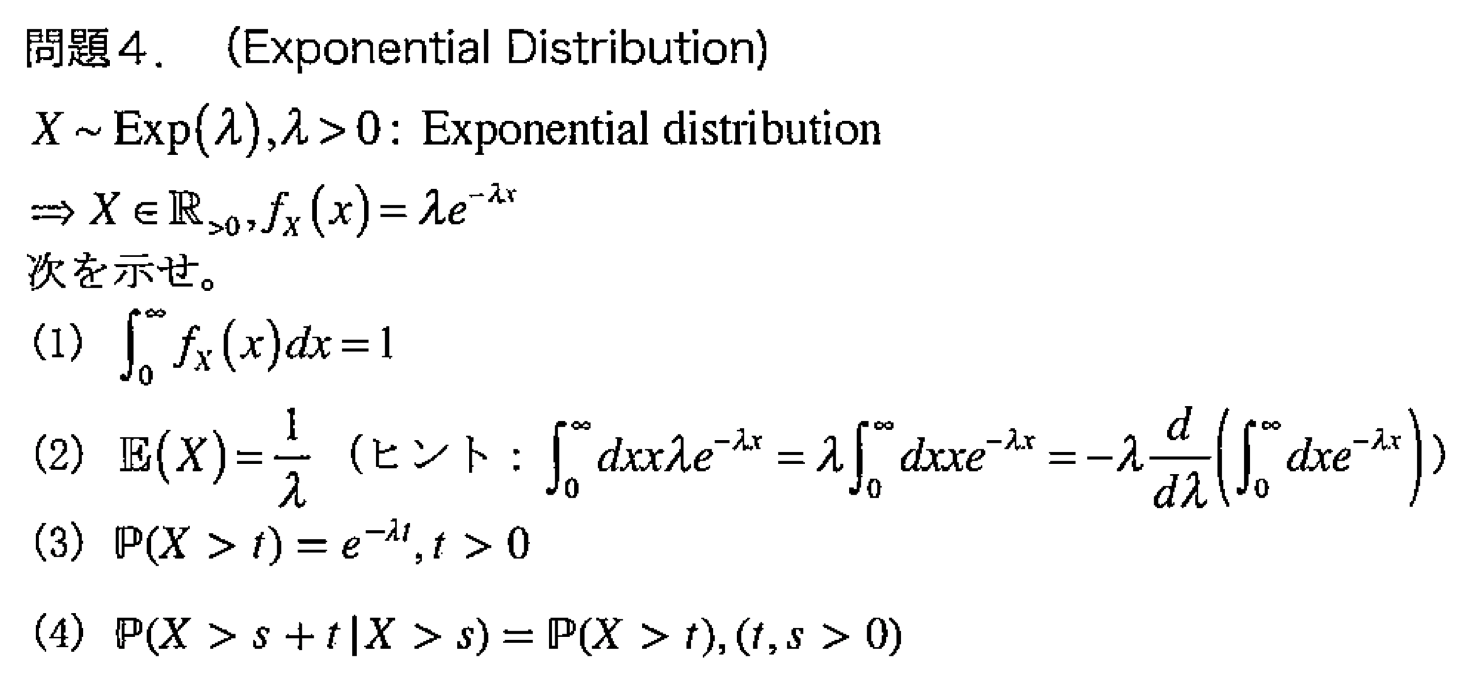 問題４． (Exponential Distribution)
X ~ Exp(λ), λ > 0 : Exponential distribution
⇒ X ∈ ℝ_{>0}, f_X(x) = λe^{-λx}
次を示せ。
(1) ∫_0^∞ f_X(x)dx = 1
(2) 𝔼(X) = 1/λ (ヒント : ∫_0^∞ dxxλe^{-λx} = λ∫_0^∞ dxxe^{-λx} = -λ d/dλ(∫_0^∞ dxe^{-λx}))
(3) ℙ(X > t) = e^{-λt}, t > 0
(4) ℙ(X > s + t | X > s) = ℙ(X > t), (t, s > 0)